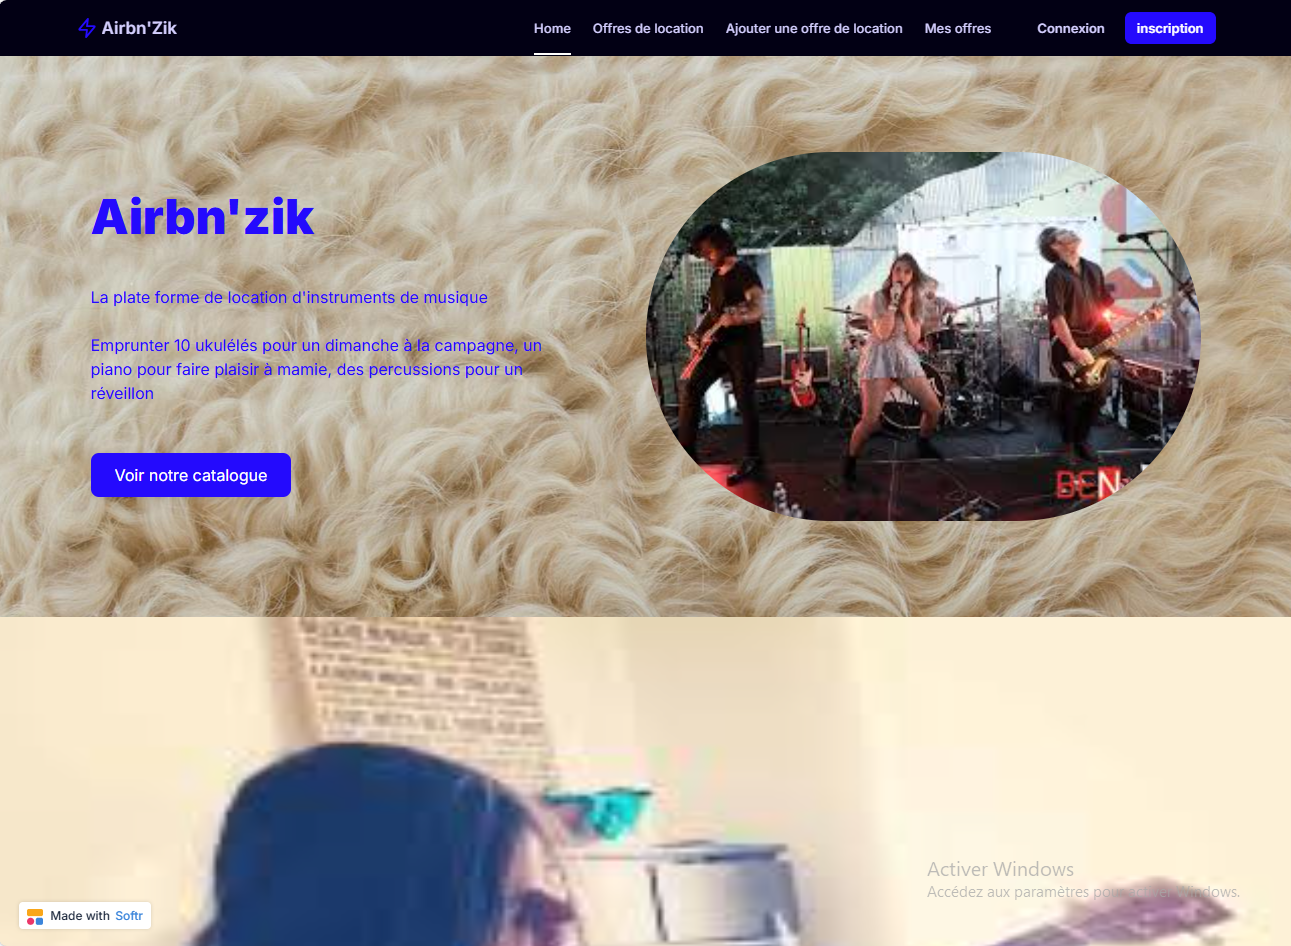 Airbn'Zik
Home
Offres de location
Ajouter une offre de location
Mes offres
Connexion
inscription
Airbn'zik
La plate forme de location d'instruments de musique
Emprunter 10 ukulélés pour un dimanche à la campagne, un
piano pour faire plaisir à mamie, des percussions pour un
réveillon
Voir notre catalogue
BEN
Activer Windows
Accédez aux paramètres pour activer Windows.
Made with Softr